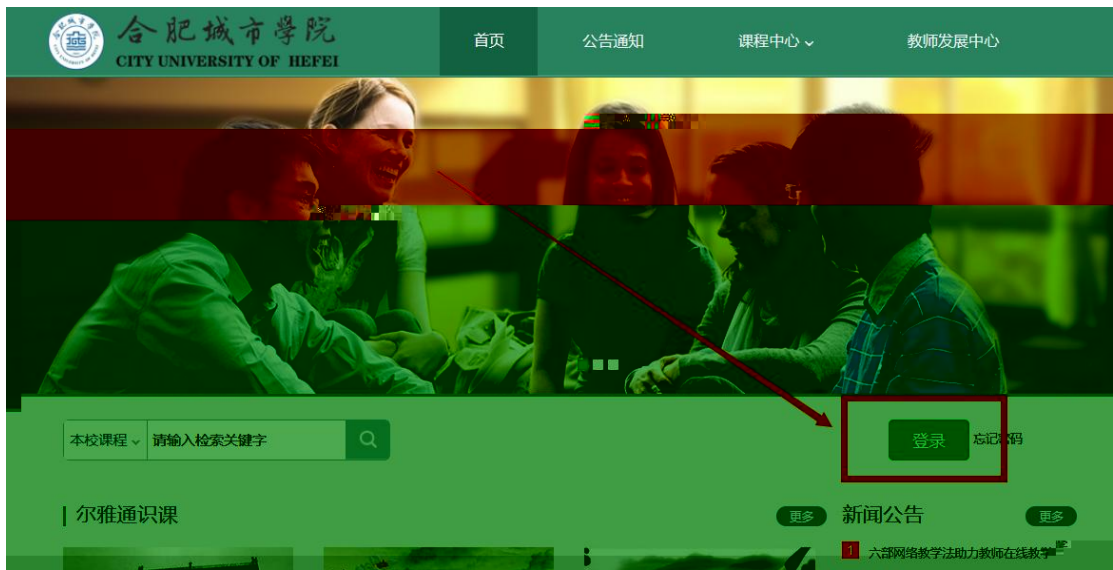 合肥城市學院
CITY UNIVERSITY OF HEFEI
首页
公告通知
课程中心
教师发展中心
本校课程
请输入检索关键字
登录
忘记密码
尔雅通识课
更多
新闻公告
更多
1 六部网络教学法助力教师在线教学